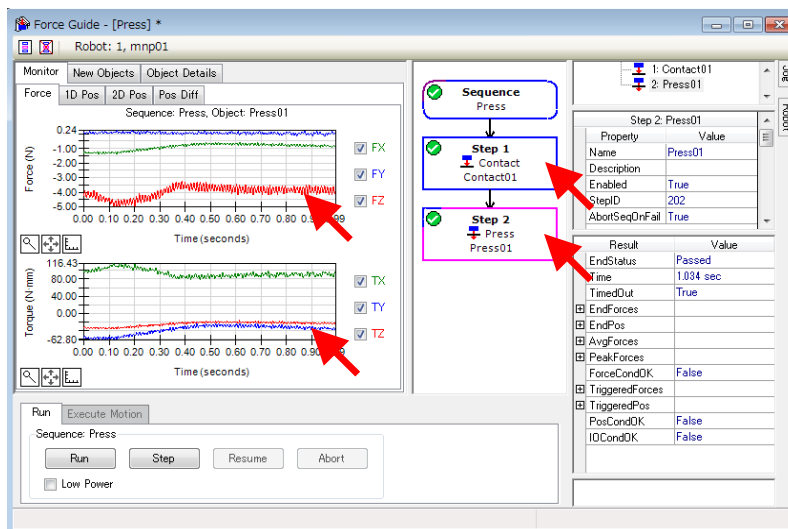 Force Guide - [Press] *
Robot: 1, mnp01
Monitor New Objects Object Details
Force 1D Pos 2D Pos Pos Diff
Sequence: Press, Object: Press01
Force (N)
0.24
-1.00
-2.00
-3.00
-4.00
-5.00
0.00 0.10 0.20 0.30 0.40 0.50 0.60 0.70 0.80 0.9
99
Time (seconds)
FX
FY
FZ
Torque (N mm)
116.43
80.00
40.00
0.00
-62.80
0.00 0.10 0.20 0.30 0.40 0.50 0.60 0.70 0.80 0.90
99
Time (seconds)
TX
TY
TZ
Run Execute Motion
Sequence: Press
Run Step Resume Abort
Low Power
Sequence
Press
Step 1
Contact
Contact01
Step 2
Press
Press01
1: Contact01
2: Press01
Step 2: Press01
Property Value
Name Press01
Description
Enabled True
StepID 202
AbortSeqOnFail True
Result Value
EndStatus Passed
Time 1.034 sec
TimedOut True
EndForces
EndPos
AvgForces
PeakForces
ForceCondOK False
TriggeredForces
TriggeredPos
PosCondOK False
IOCondOK False
Jog
Robot